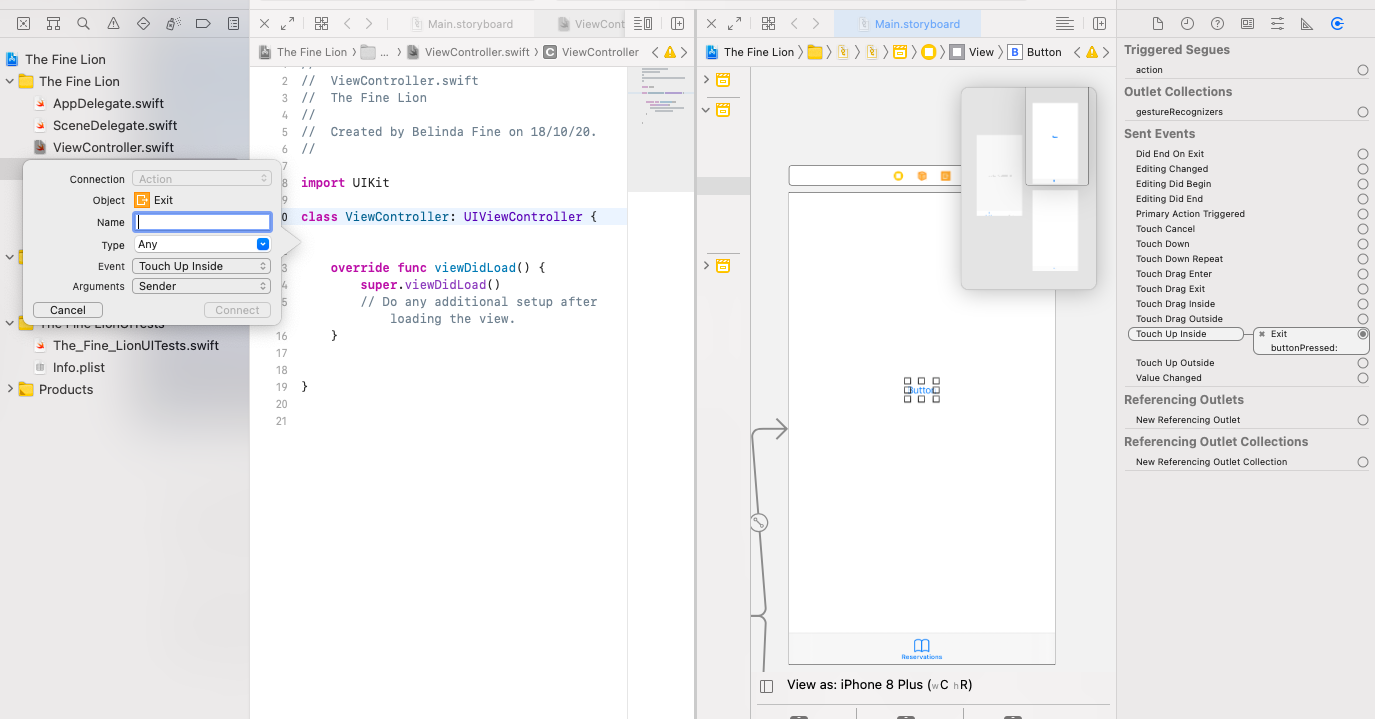 Main.storyboard
ViewCont
Main.storyboard
The Fine Lion
...
ViewController.swift
C
ViewController
The Fine Lion
View
B
Button
The Fine Lion
The Fine Lion
AppDelegate.swift
SceneDelegate.swift
ViewController.swift
Connection
Action
Object
Exit
Name
Type
Any
Event
Touch Up Inside
Arguments
Sender
Cancel
Connect
The Fine LionUITests
The_Fine_LionUITests.swift
Info.plist
Products
//
2 // ViewController.swift
3 // The Fine Lion
4 //
5 // Created by Belinda Fine on 18/10/20.
6 //
7
8 import UIKit
9
0 class ViewController: UIViewController {
3 override func viewDidLoad() {
4 super.viewDidLoad()
5 // Do any additional setup after
loading the view.
16 }
17
18
19 }
20
21
Button
Reservations
View as: iPhone 8 Plus (wC hR)
Triggered Segues
action
Outlet Collections
gestureRecognizers
Sent Events
Did End On Exit
Editing Changed
Editing Did Begin
Editing Did End
Primary Action Triggered
Touch Cancel
Touch Down
Touch Down Repeat
Touch Drag Enter
Touch Drag Exit
Touch Drag Inside
Touch Drag Outside
Touch Up Inside
Exit
buttonPressed:
Touch Up Outside
Value Changed
Referencing Outlets
New Referencing Outlet
Referencing Outlet Collections
New Referencing Outlet Collection